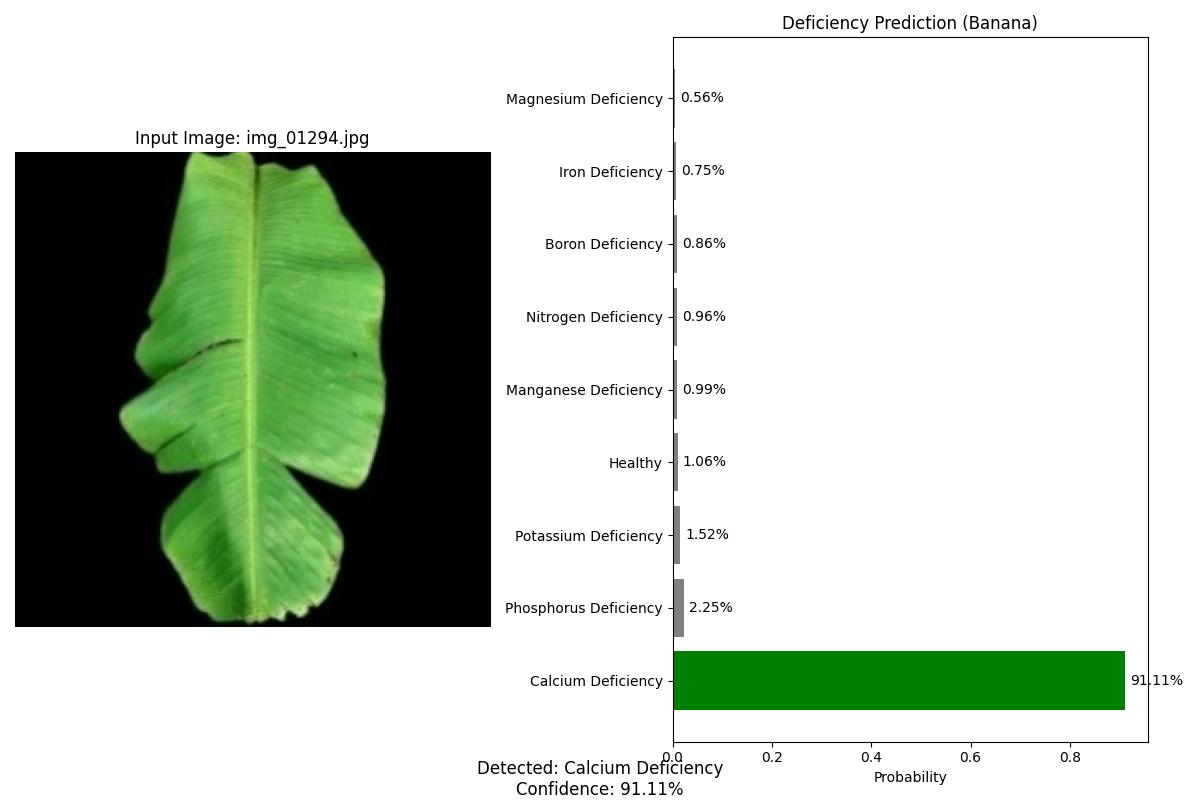 Input Image: img_01294.jpg
Deficiency Prediction (Banana)
Magnesium Deficiency 0.56%
Iron Deficiency 0.75%
Boron Deficiency 0.86%
Nitrogen Deficiency 0.96%
Manganese Deficiency 0.99%
Healthy 1.06%
Potassium Deficiency 1.52%
Phosphorus Deficiency 2.25%
Calcium Deficiency 91.11%
0.0 0.2 0.4 0.6 0.8
Probability
Detected: Calcium Deficiency
Confidence: 91.11%